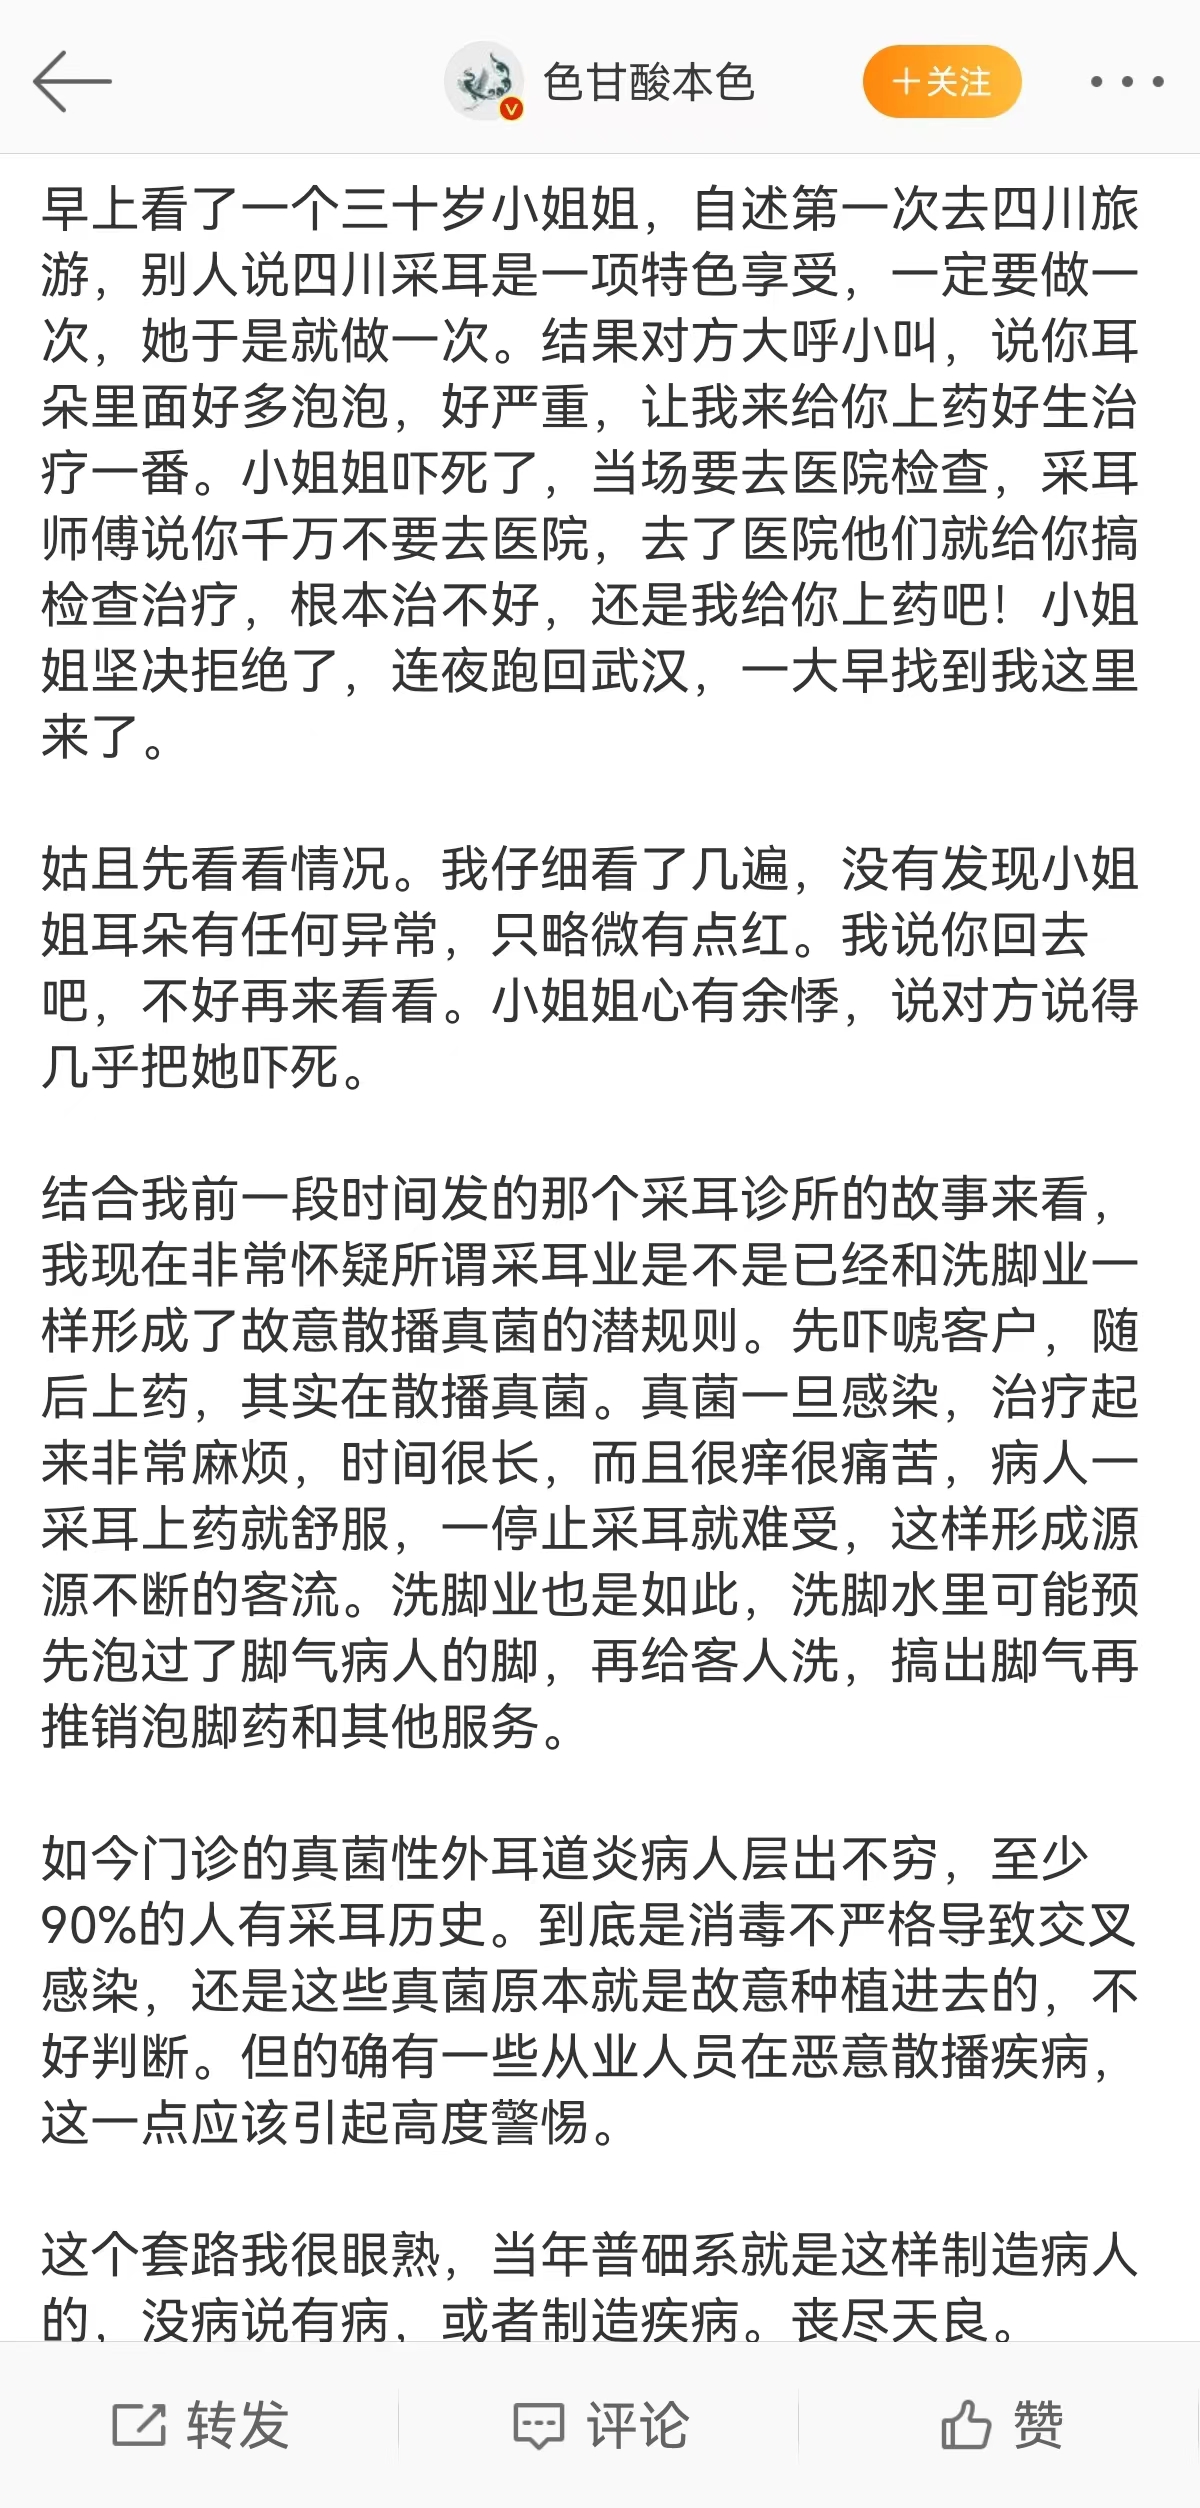 色甘酸本色
+关注
早上看了一个三十岁小姐姐，自述第一次去四川旅
游，别人说四川采耳是一项特色享受，一定要做一
次，她于是就做一次。结果对方大呼小叫，说你耳
朵里面好多泡泡，好严重，让我来给你上药好生治
疗一番。小姐姐吓死了，当场要去医院检查，采耳
师傅说你千万不要去医院，去了医院他们就给你搞
检查治疗，根本治不好，还是我给你上药吧！小姐
姐坚决拒绝了，连夜跑回武汉，一大早找到我这里
来了。
姑且先看看情况。我仔细看了几遍，没有发现小姐
姐耳朵有任何异常，只略微有点红。我说你回去
吧，不好再来看看。小姐姐心有余悸，说对方说得
几乎把她吓死。
结合我前一段时间发的那个采耳诊所的故事来看，
我现在非常怀疑所谓采耳业是不是已经和洗脚业一
样形成了故意散播真菌的潜规则。先吓唬客户，随
后上药，其实在散播真菌。真菌一旦感染，治疗起
来非常麻烦，时间很长，而且很痒很痛苦，病人一
采耳上药就舒服，一停止采耳就难受，这样形成源
源不断的客流。洗脚业也是如此，洗脚水里可能预
先泡过了脚气病人的脚，再给客人洗，搞出脚气再
推销泡脚药和其他服务。
如今门诊的真菌性外耳道炎病人层出不穷，至少
90%的人有采耳历史。到底是消毒不严格导致交叉
感染，还是这些真菌原本就是故意种植进去的，不
好判断。但的确有一些从业人员在恶意散播疾病，
这一点应该引起高度警惕。
这个套路我很眼熟，当年普砸系就是这样制造病人
的，没病说有病，或者制造疾病。丧尽天良。
转发
评论
赞